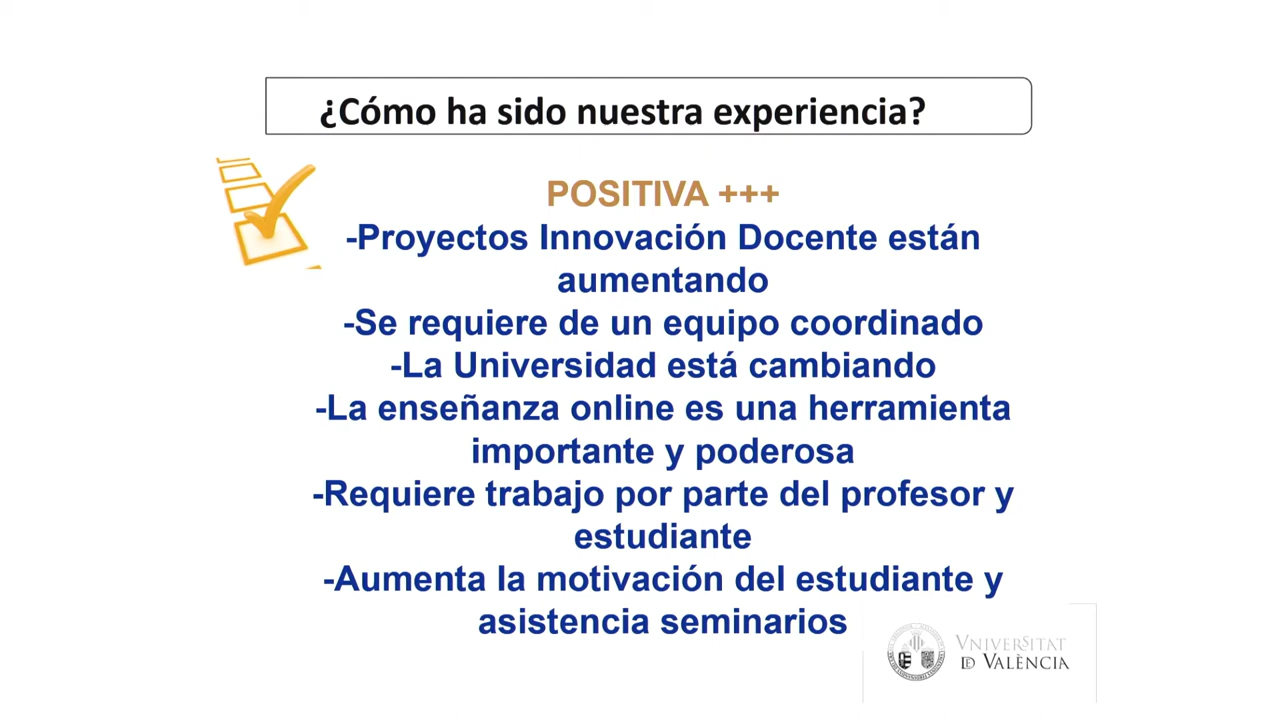 ¿Cómo ha sido nuestra experiencia?
POSITIVA +++
-Proyectos Innovación Docente están
aumentando
-Se requiere de un equipo coordinado
-La Universidad está cambiando
-La enseñanza online es una herramienta
importante y poderosa
-Requiere trabajo por parte del profesor y
estudiante
-Aumenta la motivación del estudiante y
asistencia seminarios
VNIVERSITAT
DE VALÈNCIA